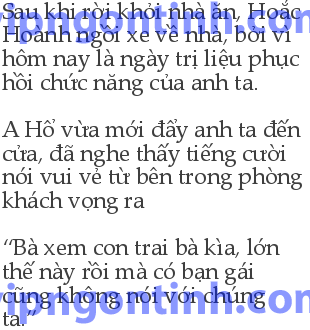 Sau khi rời khỏi nhà ăn, Hoắc
Hoành ngồi xe về nhà, bởi vì
hôm nay là ngày trị liệu phục
hồi chức năng của anh ta.
A Hổ vừa mới đẩy anh ta đến
cửa, đã nghe thấy tiếng cười
nói vui vẻ từ bên trong phòng
khách vọng ra
“Bà xem con trai bà kìa, lớn
thế này rồi mà có bạn gái
cũng không nói với chúng
ta.”